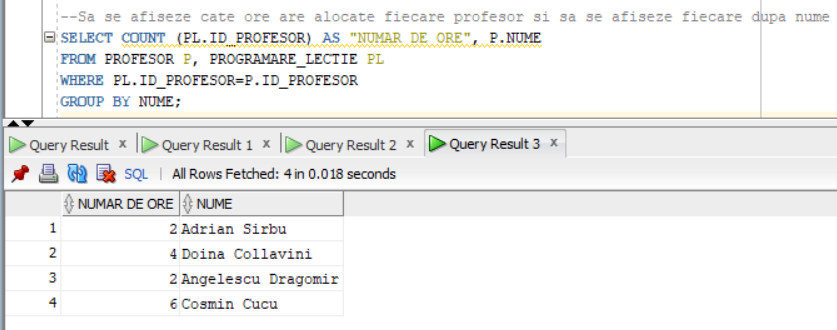 --Sa se afiseze cate ore are alocate fiecare profesor si sa se afiseze fiecare dupa nume
SELECT COUNT (PL.ID_PROFESOR) AS "NUMAR DE ORE", P.NUME
FROM PROFESOR P, PROGRAMARE_LECTIE PL
WHERE PL.ID_PROFESOR=P.ID_PROFESOR
GROUP BY NUME;
Query Result x Query Result 1 x Query Result 2 x Query Result 3 x
SQL | All Rows Fetched: 4 in 0.018 seconds
NUMAR DE ORE NUME
1 2 Adrian Sirbu
2 4 Doina Collavini
3 2 Angelescu Dragomir
4 6 Cosmin Cucu